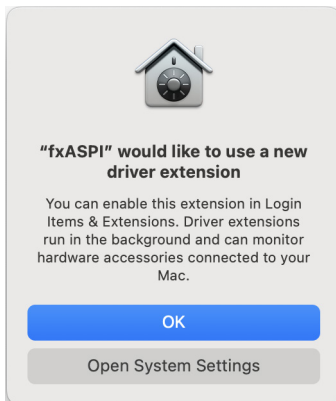 “fxASPI” would like to use a new
driver extension
You can enable this extension in Login
Items & Extensions. Driver extensions
run in the background and can monitor
hardware accessories connected to your
Mac.
OK
Open System Settings